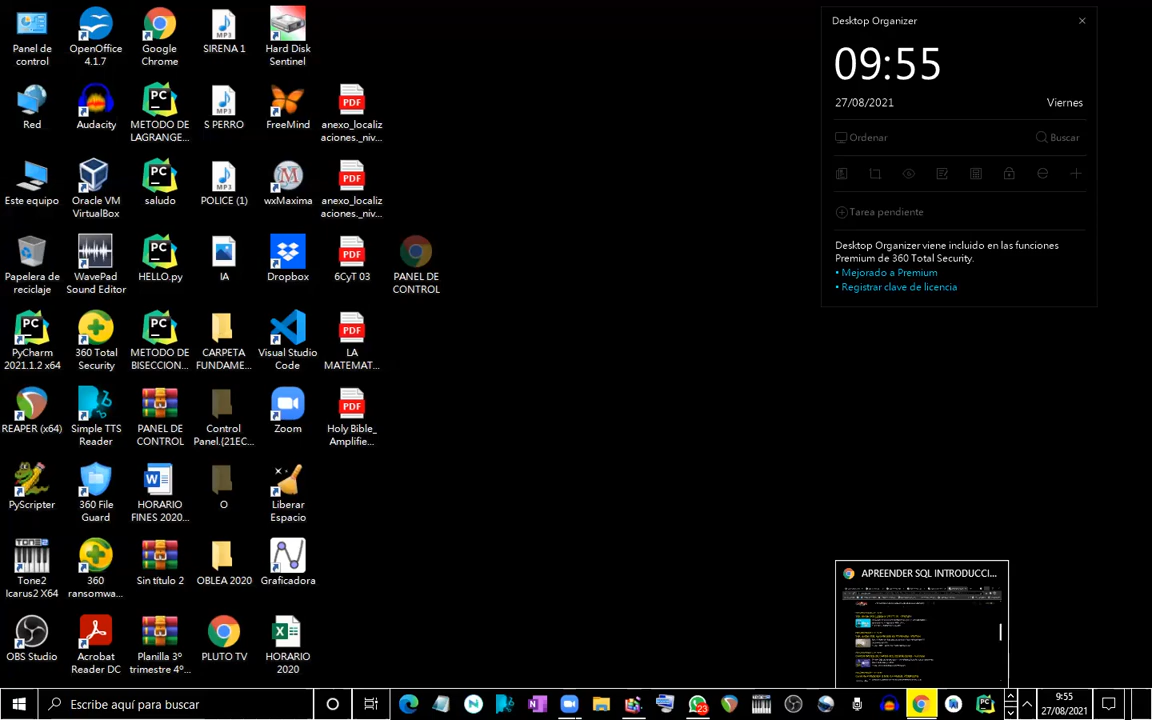 Panel de
control
OpenOffice
4.1.7
Google
Chrome
SIRENA 1
Hard Disk
Sentinel
Red
Audacity
METODO DE
LAGRANGE...
S PERRO
FreeMind
anexo_localiz
aciones._niv...
Este equipo
Oracle VM
VirtualBox
saludo
POLICE (1)
wxMaxima
anexo_localiz
aciones._niv...
Papelera de
reciclaje
WavePad
Sound Editor
HELLO.py
IA
Dropbox
6CyT 03
PANEL DE
CONTROL
PyCharm
2021.1.2 x64
360 Total
Security
METODO DE
BISECCION...
CARPETA
FUNDAME...
Visual Studio
Code
LA
MATEMAT...
REAPER (x64)
Simple TTS
Reader
PANEL DE
CONTROL
Control
Panel.{21EC...
Zoom
Holy Bible_
Amplifie...
PyScripter
360 File
Guard
HORARIO
FINES 2020...
O
Liberar
Espacio
Tone2
Icarus2 X64
360
ransomwa...
Sin título 2
OBLEA 2020
Graficadora
OBS Studio
Acrobat
Reader DC
Planilla 3º
trimestre 4º...
PLUTO TV
HORARIO
2020
Desktop Organizer
09:55
27/08/2021
Viernes
Ordenar
Buscar
Tarea pendiente
Desktop Organizer viene incluido en las funciones
Premium de 360 Total Security.
• Mejorado a Premium
• Registrar clave de licencia
APREENDER SQL INTRODUCCI...
Escribe aquí para buscar
23
9:55
27/08/2021